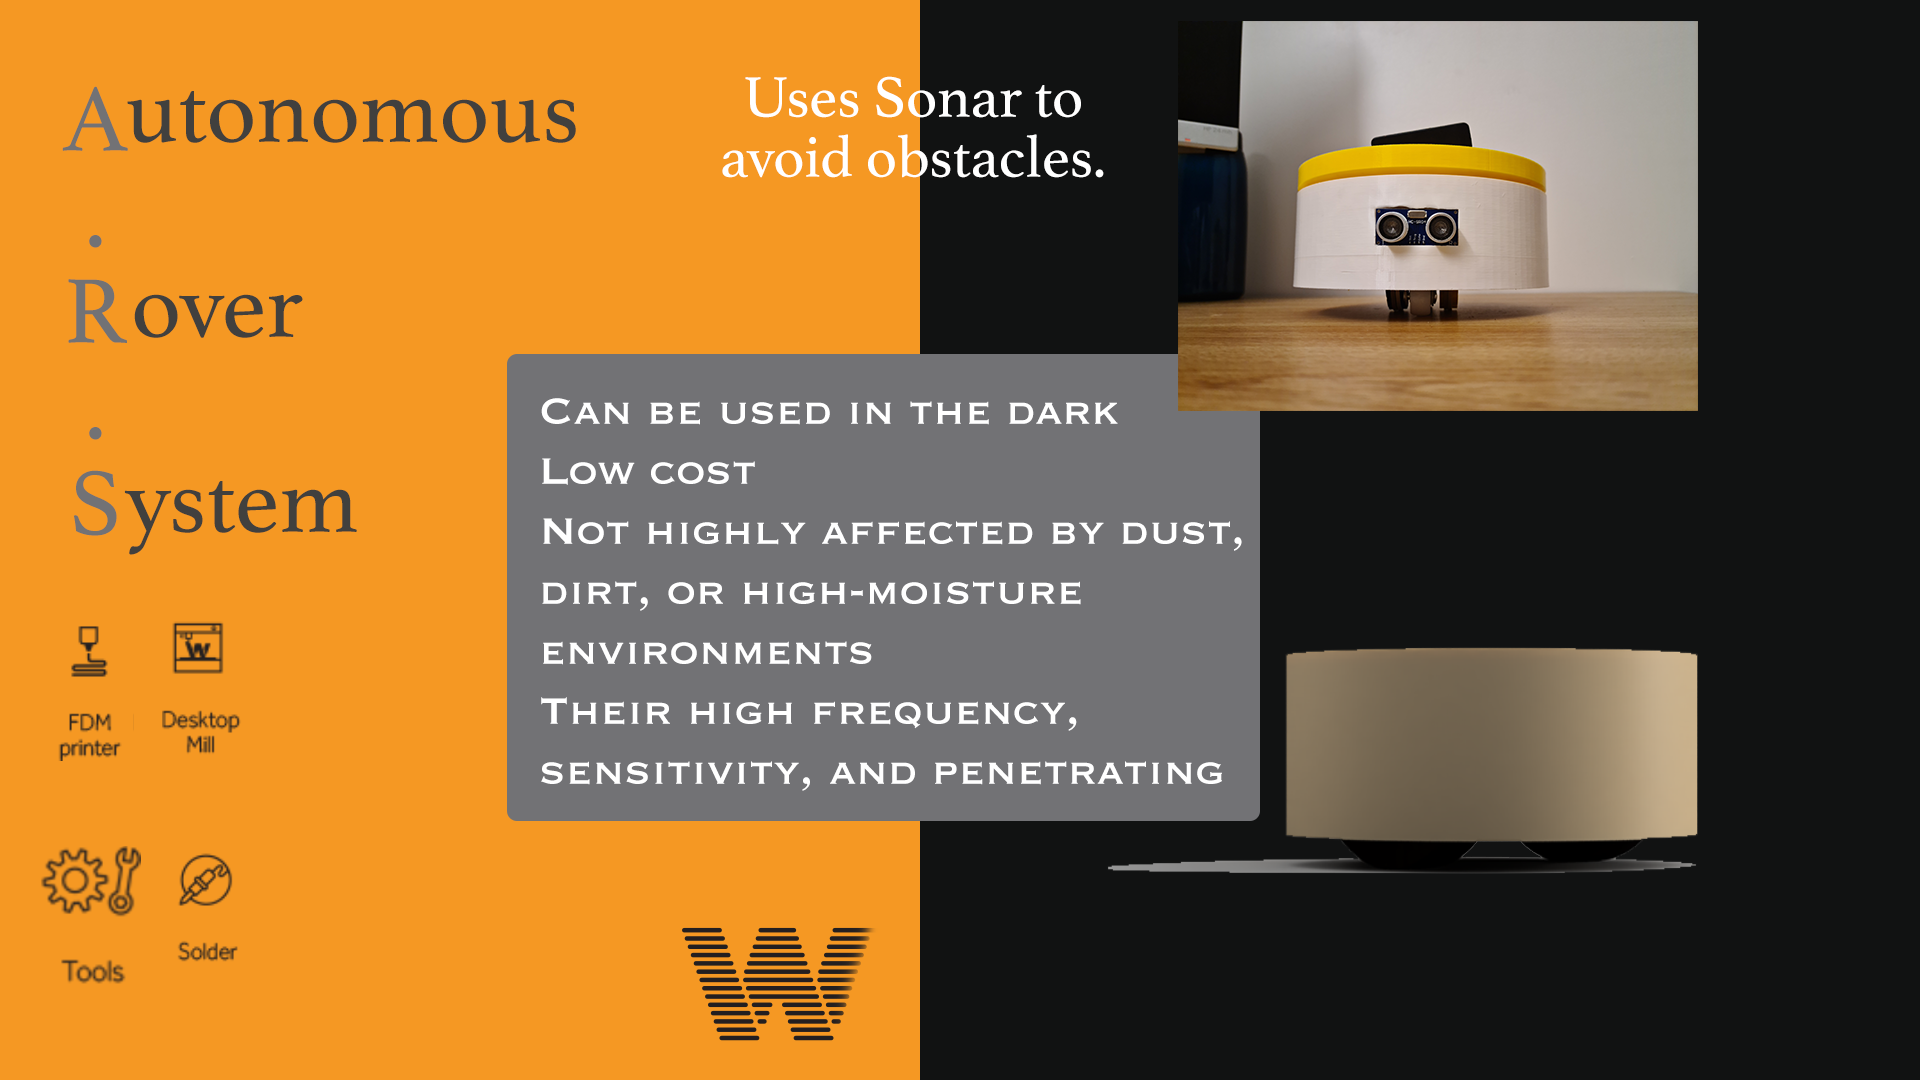 Autonomous
.
Rover
.
System
Uses Sonar to
avoid obstacles.
Can be used in the dark
Low cost
Not highly affected by dust,
dirt, or high-moisture
environments
Their high frequency,
sensitivity, and penetrating
FDM
printer
W
Desktop
Mill
Tools
Solder
W